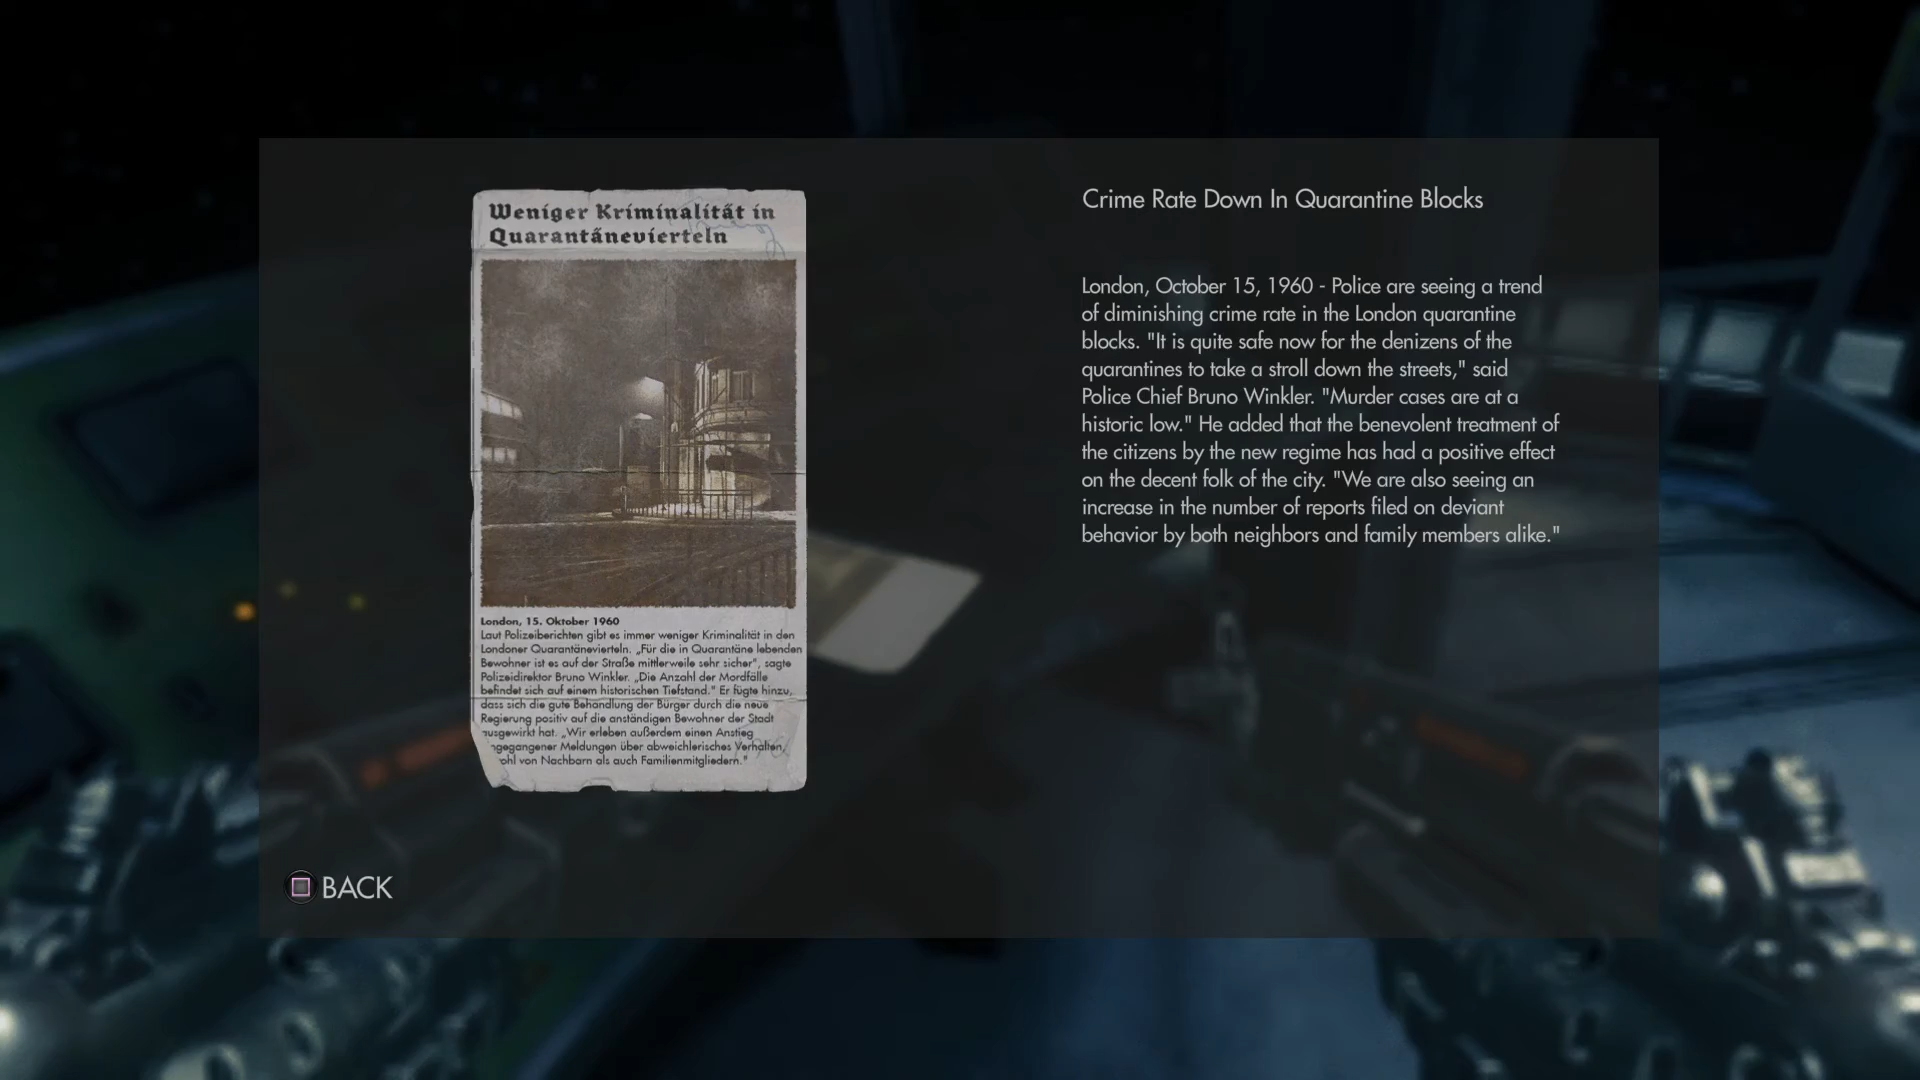 Weniger Kriminalität in
Quarantänevierteln
London, 15. Oktober 1960
Laut Polizeiberichten gibt es immer weniger Kriminalität in den
Londoner Quarantänevierteln. „Für die in Quarantäne lebenden
Bewohner ist es auf der Straße mittlerweile sehr sicher", sagte
Polizeidirektor Bruno Winkler. „Die Anzahl der Mordfälle
befindet sich auf einem historischen Tiefstand." Er fügte hinzu,
dass sich die gute Behandlung der Bürger durch die neue
Regierung positiv auf die anständigen Bewohner der Stadt
ausgewirkt hat. „Wir erleben außerdem einen Anstieg
Meldungen über abweichlerisches Verhalten,
von Nachbarn als auch Familienmitgliedern."
Crime Rate Down In Quarantine Blocks
London, October 15, 1960 - Police are seeing a trend
of diminishing crime rate in the London quarantine
blocks. "It is quite safe now for the denizens of the
quarantines to take a stroll down the streets," said
Police Chief Bruno Winkler. "Murder cases are at a
historic low." He added that the benevolent treatment of
the citizens by the new regime has had a positive effect
on the decent folk of the city. "We are also seeing an
increase in the number of reports filed on deviant
behavior by both neighbors and family members alike."
BACK